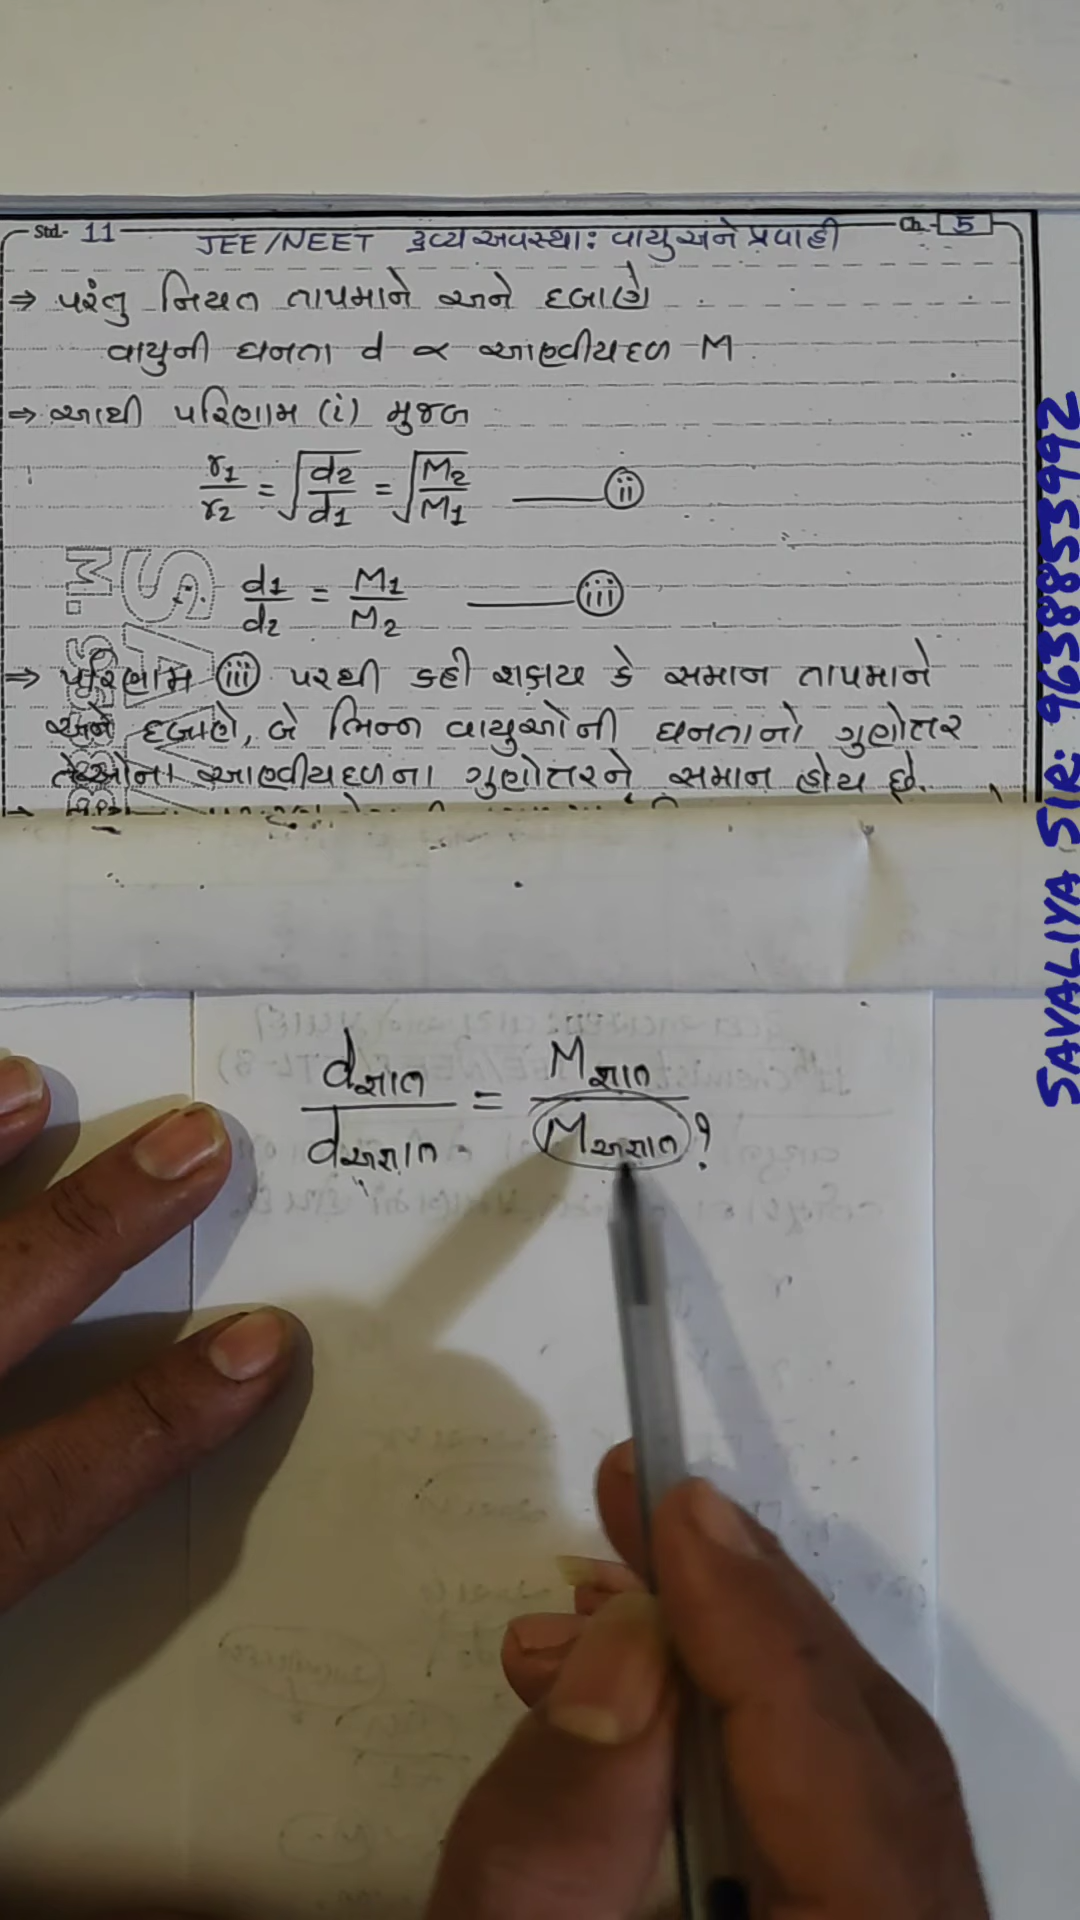 Std.- 11 JEE/NEET દ્રવ્ય અવસ્થા: વાયુ અને પ્રવાહી Ch.- 5
⇒ પરંતુ નિયત તાપમાને અને દબાણે
વાયુની ઘનતા d ∝ આણ્વીયદળ M
⇒ આથી પરિણામ (i) મુજબ
r₁/r₂ = √(d₂/d₁) = √(M₂/M₁) —— (ii)
d₁/d₂ = M₁/M₂ —— (iii)
⇒ પરિણામ (iii) પરથી કહી શકાય કે સમાન તાપમાને
અને દબાણે, બે ભિન્ન વાયુઓની ઘનતાનો ગુણોત્તર
તેઓના આણ્વીયદળના ગુણોત્તરને સમાન હોય છે.
d જ્ઞાત / d અજ્ઞાત = M જ્ઞાત / M અજ્ઞાત ?
SAVALIYA SIR: 9638853992